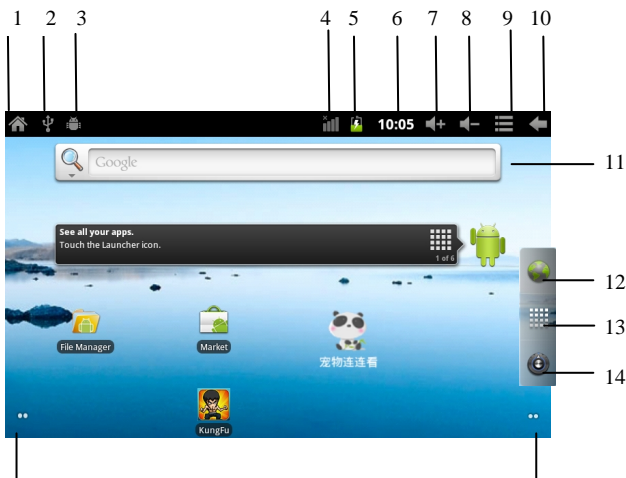 1 2 3 4 5 6 7 8 9 10
10:05
Google
11
See all your apps.
Touch the Launcher icon.
1 of 6
12
13
File Manager
Market
宠物连连看
14
KungFu